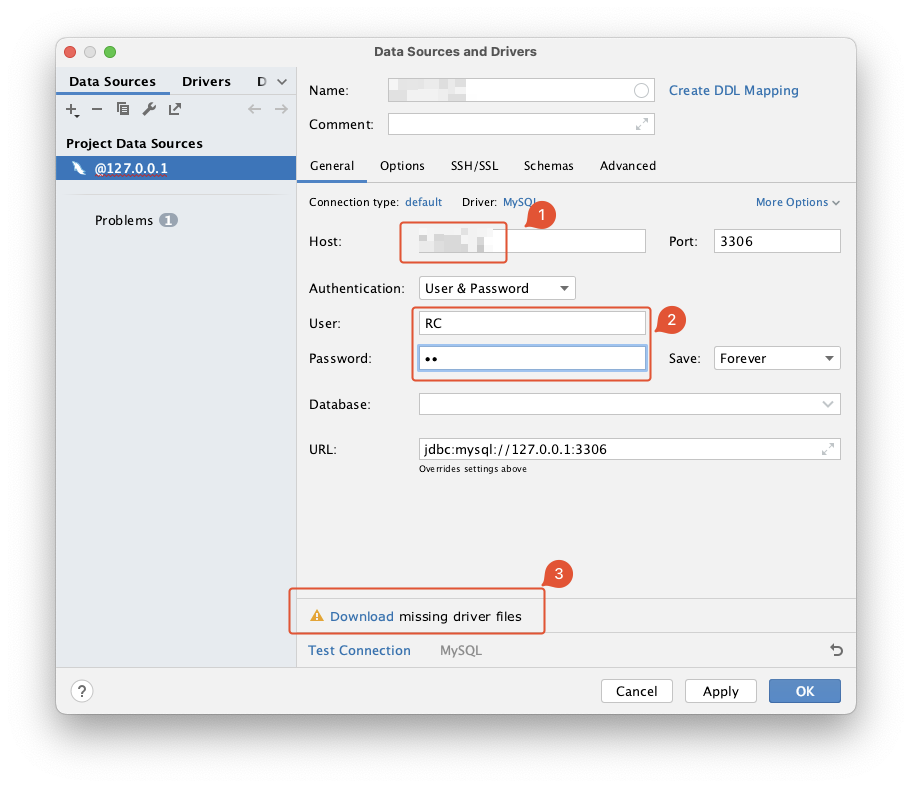 Data Sources and Drivers
Data Sources Drivers D
Project Data Sources
@127.0.0.1
Problems 1
Name: Create DDL Mapping
Comment:
General Options SSH/SSL Schemas Advanced
Connection type: default Driver: MySQL More Options
1
Host: Port: 3306
Authentication: User & Password
2
User: RC
Password: •• Save: Forever
Database:
URL: jdbc:mysql://127.0.0.1:3306
Overrides settings above
3
Download missing driver files
Test Connection MySQL
? Cancel Apply OK